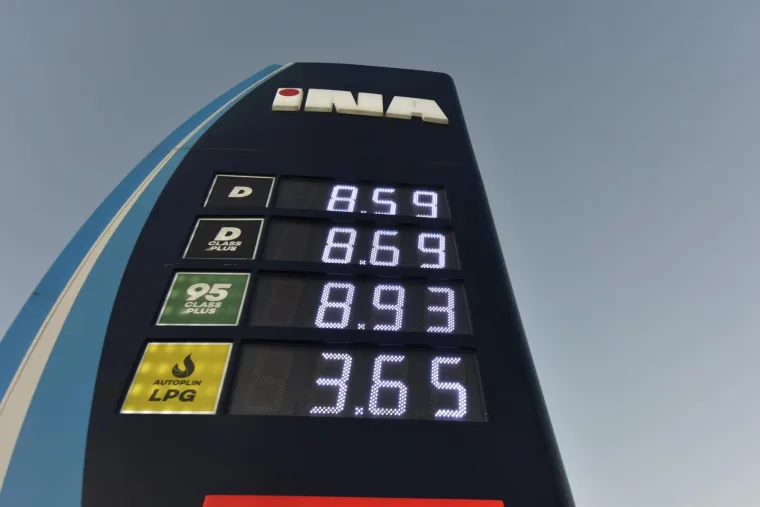 INA
D 8.59
D CLASS PLUS 8.69
95 CLASS PLUS 8.93
AUTOPLIN LPG 3.65